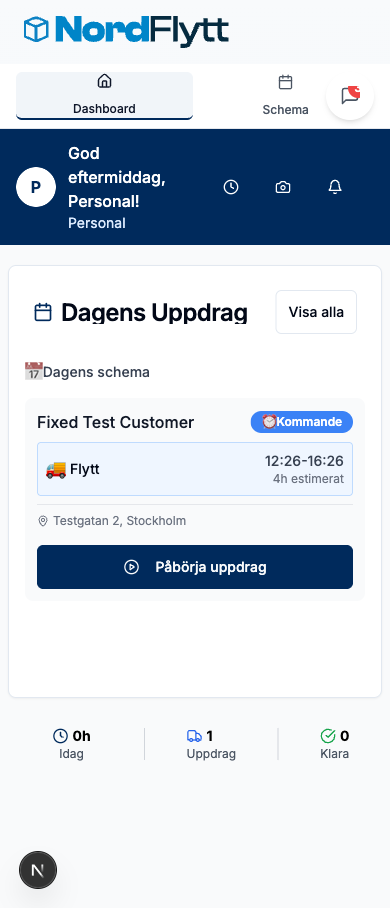 NordFlytt
Dashboard
Schema
P
God
eftermiddag,
Personal!
Personal
Dagens Uppdrag
Visa alla
17
Dagens schema
Fixed Test Customer
Kommande
Flytt
12:26-16:26
4h estimerat
Testgatan 2, Stockholm
Påbörja uppdrag
0h
Idag
1
Uppdrag
0
Klara
N